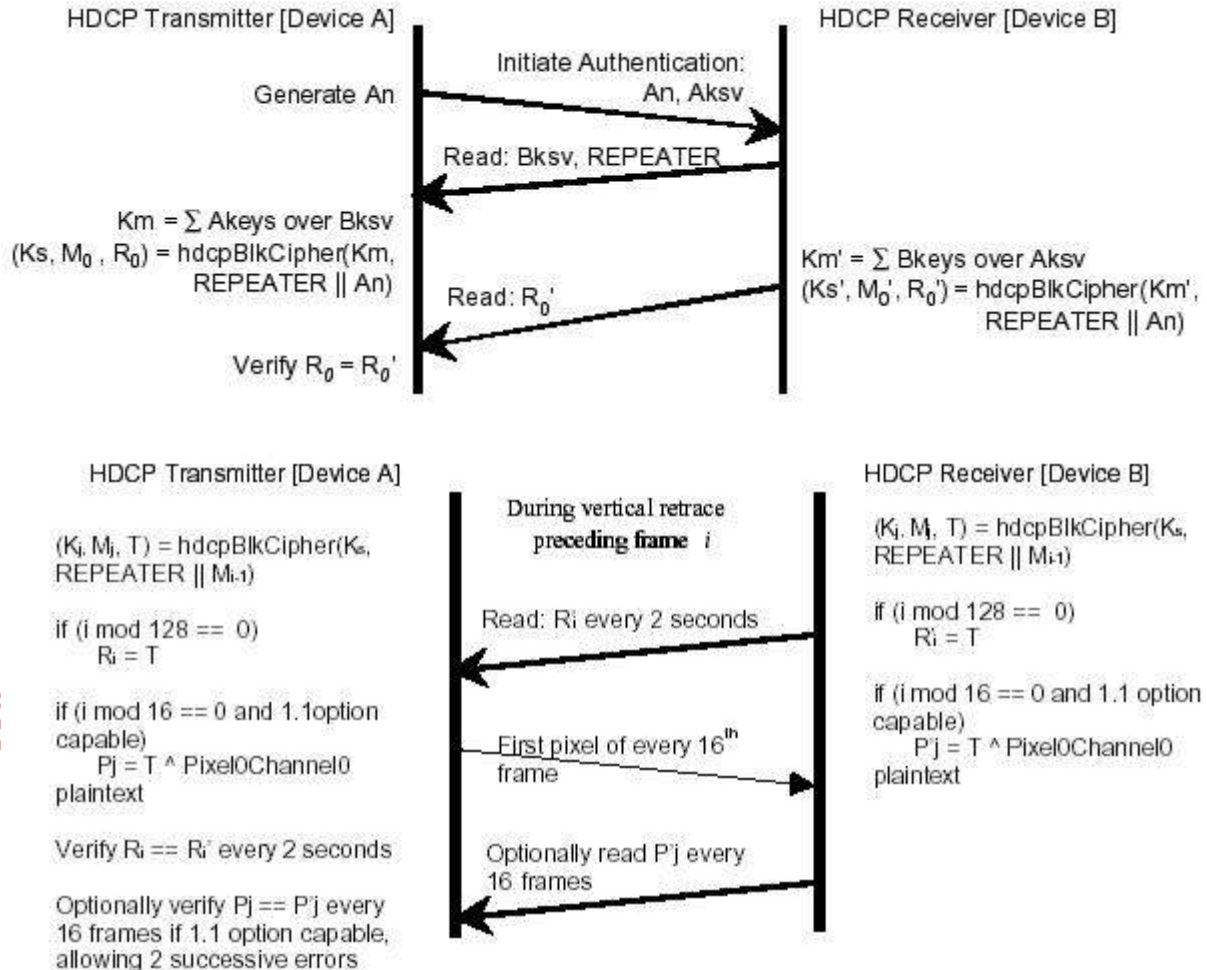 HDCP Transmitter [Device A]
HDCP Receiver [Device B]
Generate An
Initiate Authentication:
An, Aksv
Read: Bksv, REPEATER
Km = Σ Akeys over Bksv
(Ks, M₀ , R₀) = hdcpBlkCipher(Km,
REPEATER || An)
Km' = Σ Bkeys over Aksv
(Ks', M₀', R₀') = hdcpBlkCipher(Km',
REPEATER || An)
Read: R₀'
Verify R₀ = R₀'
HDCP Transmitter [Device A]
HDCP Receiver [Device B]
During vertical retrace
preceding frame i
(Ki, Mi, T) = hdcpBlkCipher(Ks,
REPEATER || Mi-1)
if (i mod 128 == 0)
Ri = T
if (i mod 16 == 0 and 1.1option
capable)
Pj = T ^ Pixel0Channel0
plaintext
Verify Ri == Ri' every 2 seconds
Optionally verify Pj == P'j every
16 frames if 1.1 option capable,
allowing 2 successive errors
Read: R'i every 2 seconds
First pixel of every 16th
frame
Optionally read P'j every
16 frames
(Ki, Mi, T) = hdcpBlkCipher(Ks,
REPEATER || Mi-1)
if (i mod 128 == 0)
R'i = T
if (i mod 16 == 0 and 1.1 option
capable)
P'j = T ^ Pixel0Channel0
plaintext